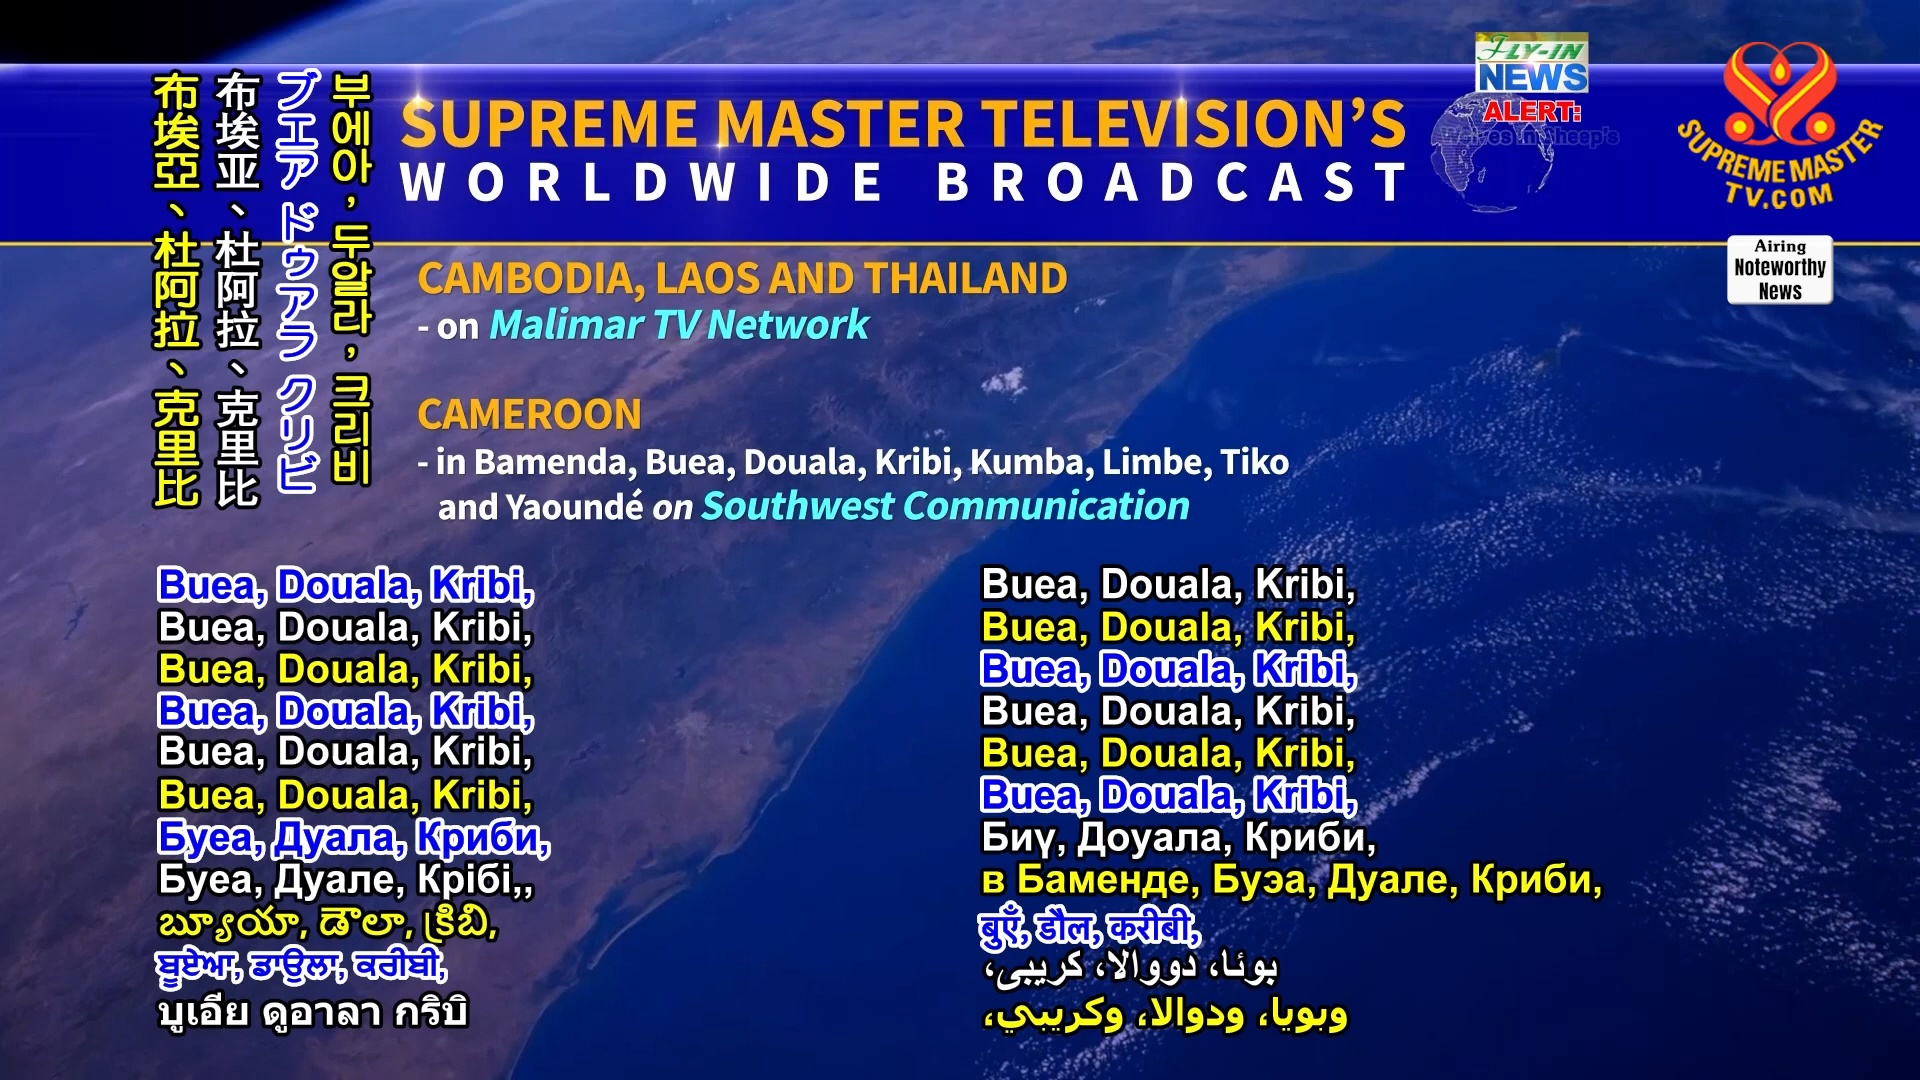 布埃亞、杜阿拉、克里比
布埃亚、杜阿拉、克里比
ブエア ドゥアラ クリビ
부에아, 두알라, 크리비
SUPREME MASTER TELEVISION’S
WORLDWIDE BROADCAST
FLY-IN
NEWS
ALERT:
Wolves in Sheep's
SUPREME MASTER
TV.COM
Airing
Noteworthy
News
CAMBODIA, LAOS AND THAILAND
- on Malimar TV Network
CAMEROON
- in Bamenda, Buea, Douala, Kribi, Kumba, Limbe, Tiko
and Yaoundé on Southwest Communication
Buea, Douala, Kribi,
Buea, Douala, Kribi,
Buea, Douala, Kribi,
Buea, Douala, Kribi,
Buea, Douala, Kribi,
Buea, Douala, Kribi,
Буеа, Дуала, Криби,
Буеа, Дуале, Крібі,,
బ్యూయా, డౌలా, క్రిబి,
ਬੂਏਆ, ਡਾਉਲਾ, ਕਰੀਬੀ,
บูเอีย ดูอาลา กริบิ
Buea, Douala, Kribi,
Buea, Douala, Kribi,
Buea, Douala, Kribi,
Buea, Douala, Kribi,
Buea, Douala, Kribi,
Buea, Douala, Kribi,
Биү, Доуала, Криби,
в Баменде, Буэа, Дуале, Криби,
बुएँ, डौल, करीबी,
بوئا، دووالا، کریبی،
وبويا، ودوالا، وكريبي،